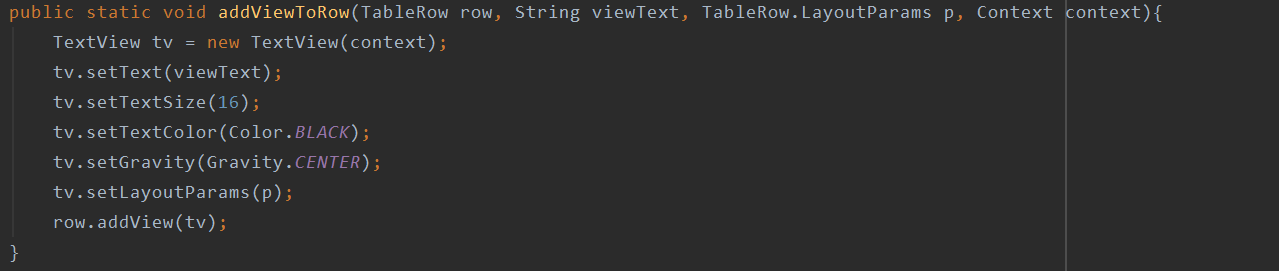 public static void addViewToRow(TableRow row, String viewText, TableRow.LayoutParams p, Context context){
    TextView tv = new TextView(context);
    tv.setText(viewText);
    tv.setTextSize(16);
    tv.setTextColor(Color.BLACK);
    tv.setGravity(Gravity.CENTER);
    tv.setLayoutParams(p);
    row.addView(tv);
}